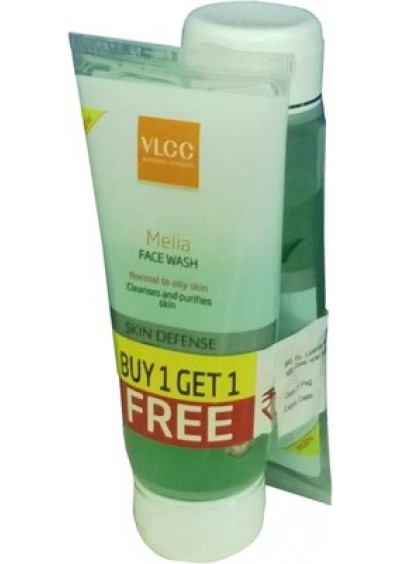 VLCC
Melia
FACE WASH
Normal to oily skin
Cleanses and purifies
skin
SKIN DEFENSE
BUY 1 GET 1
FREE